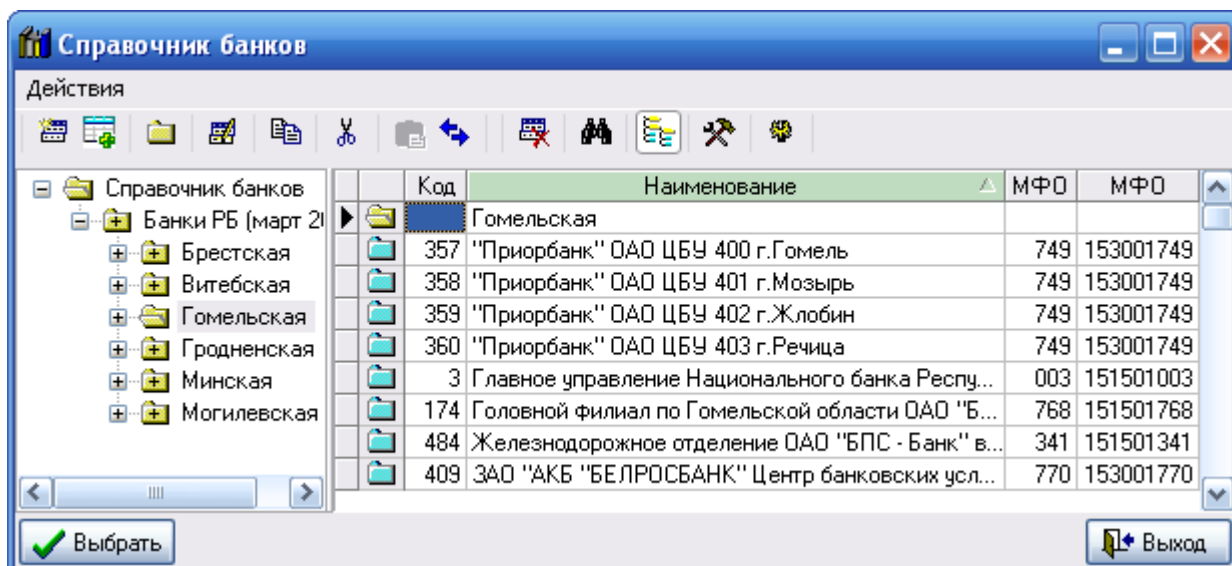 Справочник банков
Действия
Справочник банков
Банки РБ (март 2
Брестская
Витебская
Гомельская
Гродненская
Минская
Могилевская
Код Наименование МФО МФО
Гомельская
357 "Приорбанк" ОАО ЦБУ 400 г.Гомель 749 153001749
358 "Приорбанк" ОАО ЦБУ 401 г.Мозырь 749 153001749
359 "Приорбанк" ОАО ЦБУ 402 г.Жлобин 749 153001749
360 "Приорбанк" ОАО ЦБУ 403 г.Речица 749 153001749
3 Главное управление Национального банка Респу... 003 151501003
174 Головной филиал по Гомельской области ОАО "Б... 768 151501768
484 Железнодорожное отделение ОАО "БПС - Банк" в... 341 151501341
409 ЗАО "АКБ "БЕЛРОСБАНК" Центр банковских усл... 770 153001770
Выбрать
Выход